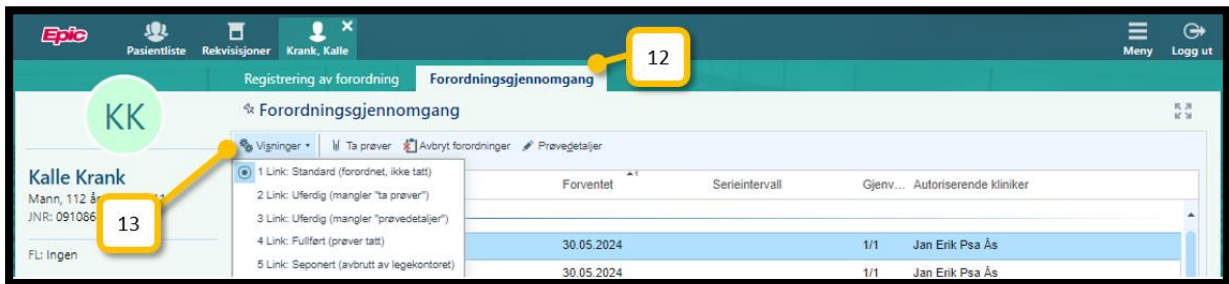 Epic
Pasientliste Rekvisisjoner Krank, Kalle
Meny Logg ut
12
Registrering av forordning Forordningsgjennomgang
KK
Forordningsgjennomgang
Visninger Ta prøver Avbryt forordninger Prøvedetaljer
Kalle Krank
Mann, 112 år
JNR: 091086
FL: Ingen
13
1 Link: Standard (forordnet, ikke tatt)
2 Link: Uferdig (mangler "ta prøver")
3 Link: Uferdig (mangler "prøvedetaljer")
4 Link: Fullført (prøver tatt)
5 Link: Seponert (avbrutt av legekontoret)
Forventet Serieintervall Gjenv... Autoriserende kliniker
30.05.2024 1/1 Jan Erik Psa Ås
30.05.2024 1/1 Jan Erik Psa Ås